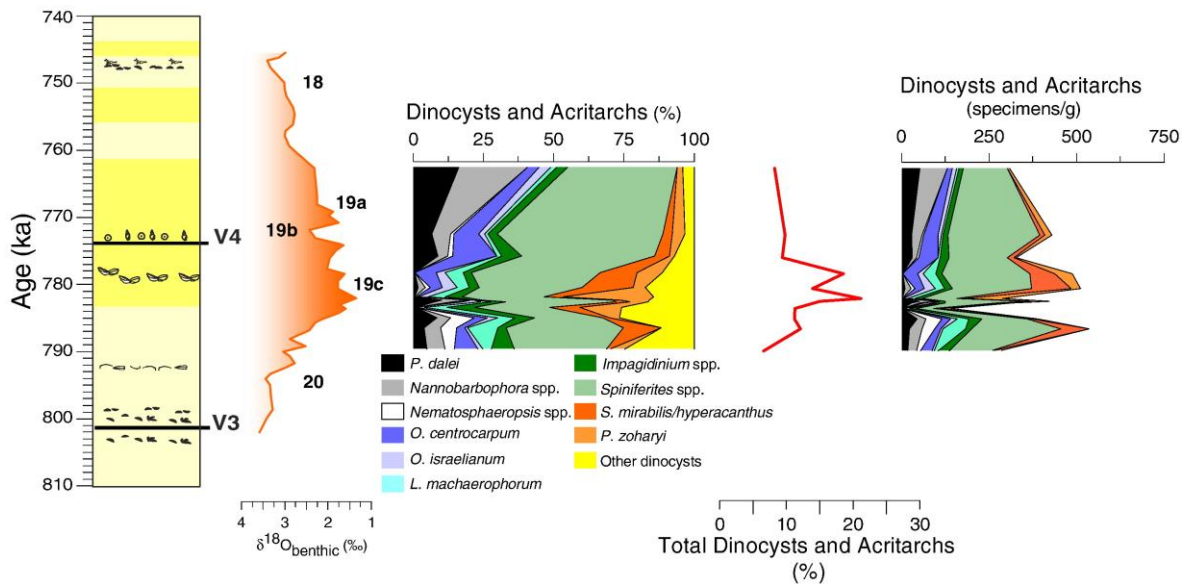 740
750
760
770
780
790
800
810
Age (ka)
V4
V3
18
19a
19b
19c
20
4 3 2 1
δ18Obenthic (‰)
Dinocysts and Acritarchs (%)
0 25 50 75 100
P. dalei
Nannobarbophora spp.
Nematosphaeropsis spp.
O. centrocarpum
O. israelianum
L. machaerophorum
Impagidinium spp.
Spiniferites spp.
S. mirabilis/hyperacanthus
P. zoharyi
Other dinocysts
0 10 20 30
Total Dinocysts and Acritarchs
(%)
Dinocysts and Acritarchs
(specimens/g)
0 250 500 750